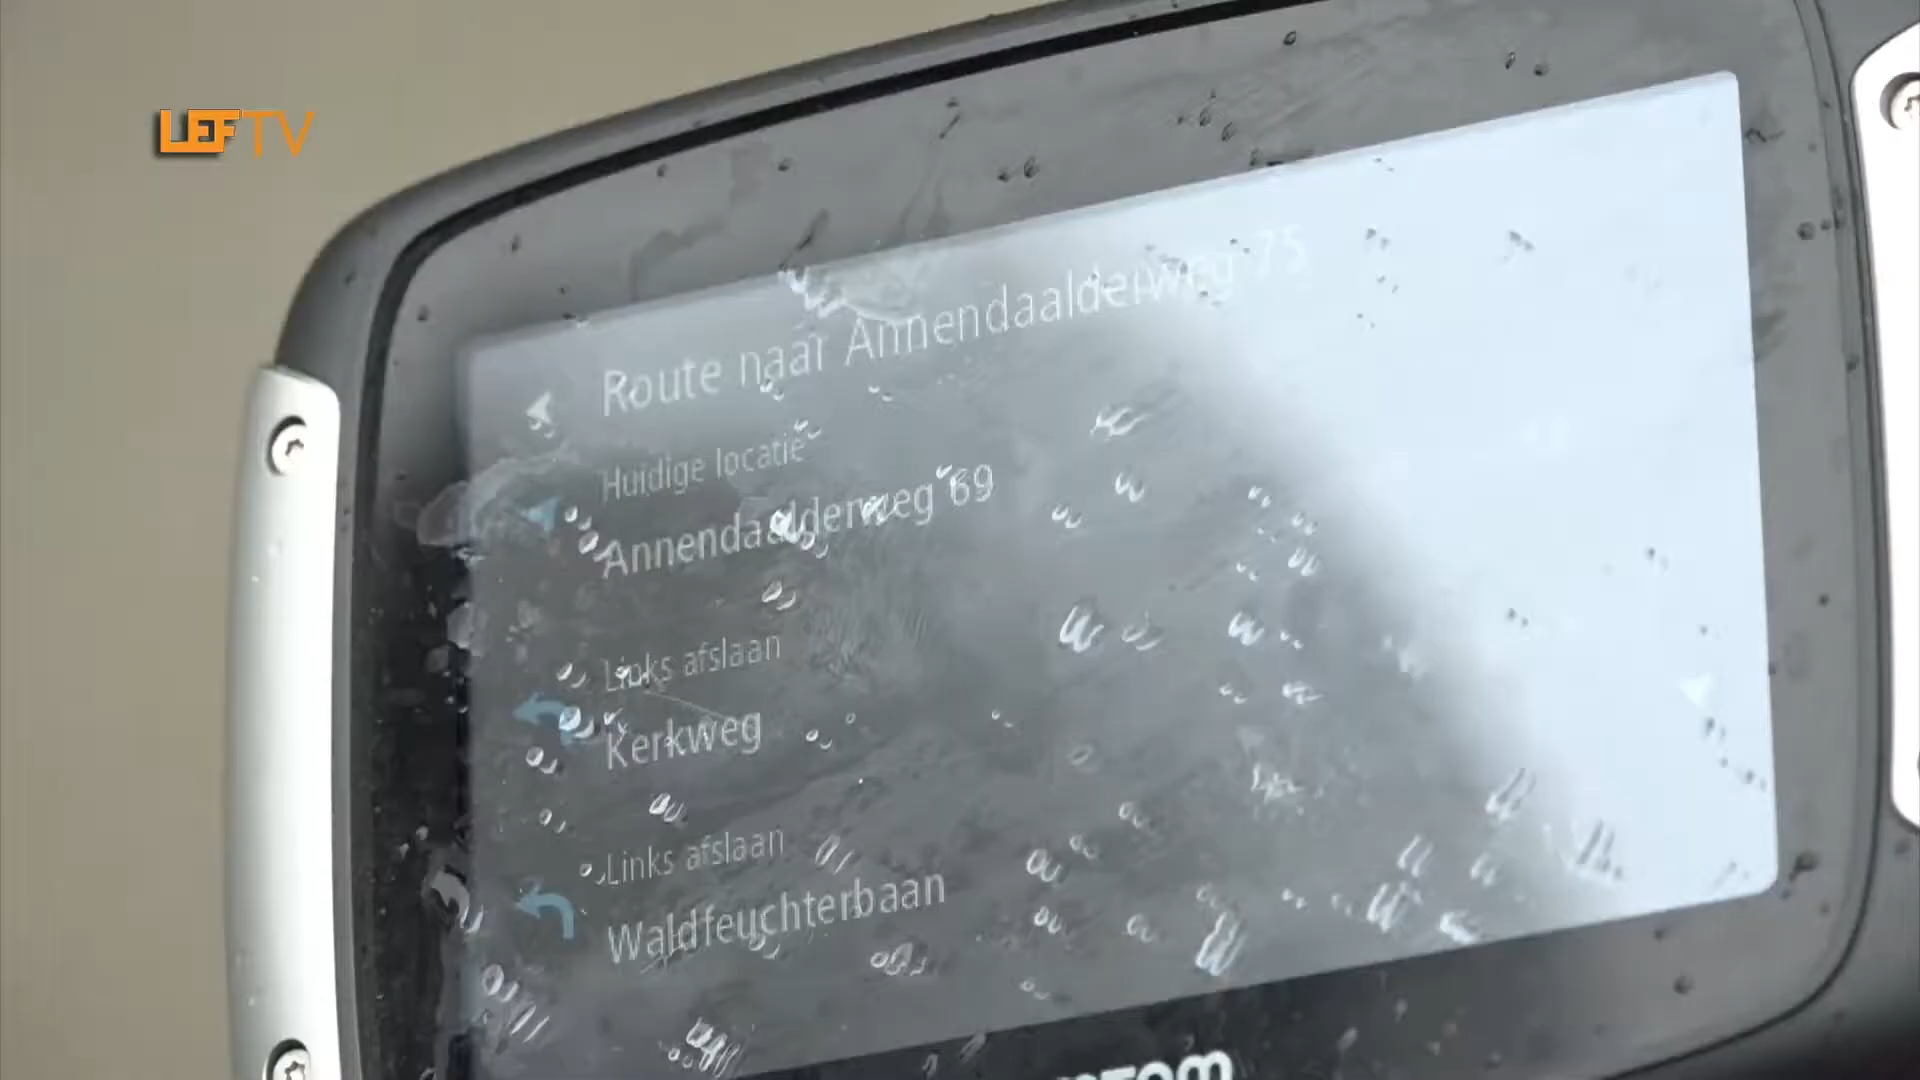 LEFTV
Route naar Annendaalderweg 75
Huidige locatie
Annendaalderweg 69
Links afslaan
Kerkweg
Links afslaan
Waldfeuchterbaan